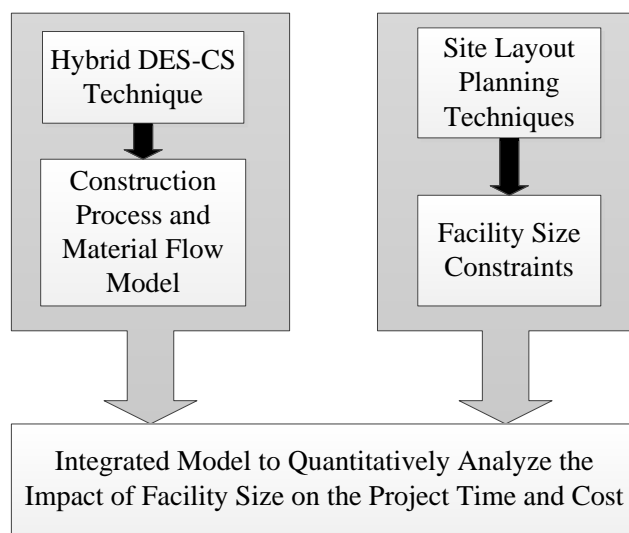 Hybrid DES-CS
Technique
Construction
Process and
Material Flow
Model
Site Layout
Planning
Techniques
Facility Size
Constraints
Integrated Model to Quantitatively Analyze the
Impact of Facility Size on the Project Time and Cost